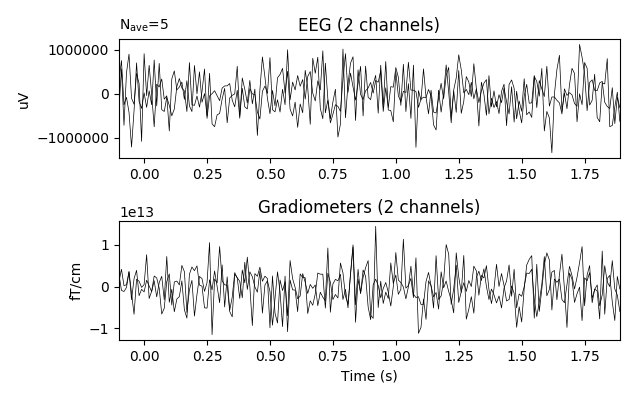 N_ave=5
EEG (2 channels)
1000000
0
−1000000
uV
0.00 0.25 0.50 0.75 1.00 1.25 1.50 1.75
1e13
Gradiometers (2 channels)
1
0
−1
fT/cm
0.00 0.25 0.50 0.75 1.00 1.25 1.50 1.75
Time (s)